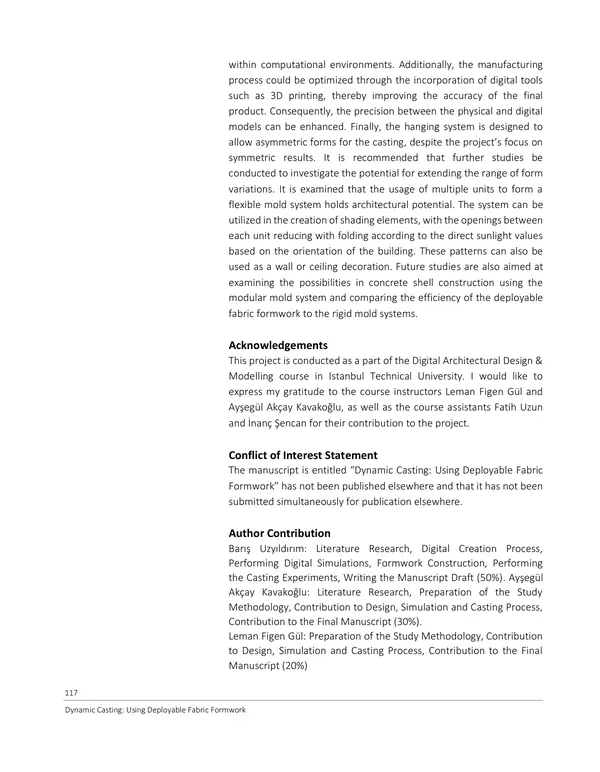 within computational environments. Additionally, the manufacturing
process could be optimized through the incorporation of digital tools
such as 3D printing, thereby improving the accuracy of the final
product. Consequently, the precision between the physical and digital
models can be enhanced. Finally, the hanging system is designed to
allow asymmetric forms for the casting, despite the project's focus on
symmetric results. It is recommended that further studies be
conducted to investigate the potential for extending the range of form
variations. It is examined that the usage of multiple units to form a
flexible mold system holds architectural potential. The system can be
utilized in the creation of shading elements, with the openings between
each unit reducing with folding according to the direct sunlight values
based on the orientation of the building. These patterns can also be
used as a wall or ceiling decoration. Future studies are also aimed at
examining the possibilities in concrete shell construction using the
modular mold system and comparing the efficiency of the deployable
fabric formwork to the rigid mold systems.
Acknowledgements
This project is conducted as a part of the Digital Architectural Design &
Modelling course in Istanbul Technical University. I would like to
express my gratitude to the course instructors Leman Figen Gül and
Ayşegül Akçay Kavakoğlu, as well as the course assistants Fatih Uzun
and İnanç Şencan for their contribution to the project.
Conflict of Interest Statement
The manuscript is entitled "Dynamic Casting: Using Deployable Fabric
Formwork" has not been published elsewhere and that it has not been
submitted simultaneously for publication elsewhere.
Author Contribution
Barış Uzyıldırım: Literature Research, Digital Creation Process,
Performing Digital Simulations, Formwork Construction, Performing
the Casting Experiments, Writing the Manuscript Draft (50%). Ayşegül
Akçay Kavakoğlu: Literature Research, Preparation of the Study
Methodology, Contribution to Design, Simulation and Casting Process,
Contribution to the Final Manuscript (30%).
Leman Figen Gül: Preparation of the Study Methodology, Contribution
to Design, Simulation and Casting Process, Contribution to the Final
Manuscript (20%)
117
Dynamic Casting: Using Deployable Fabric Formwork